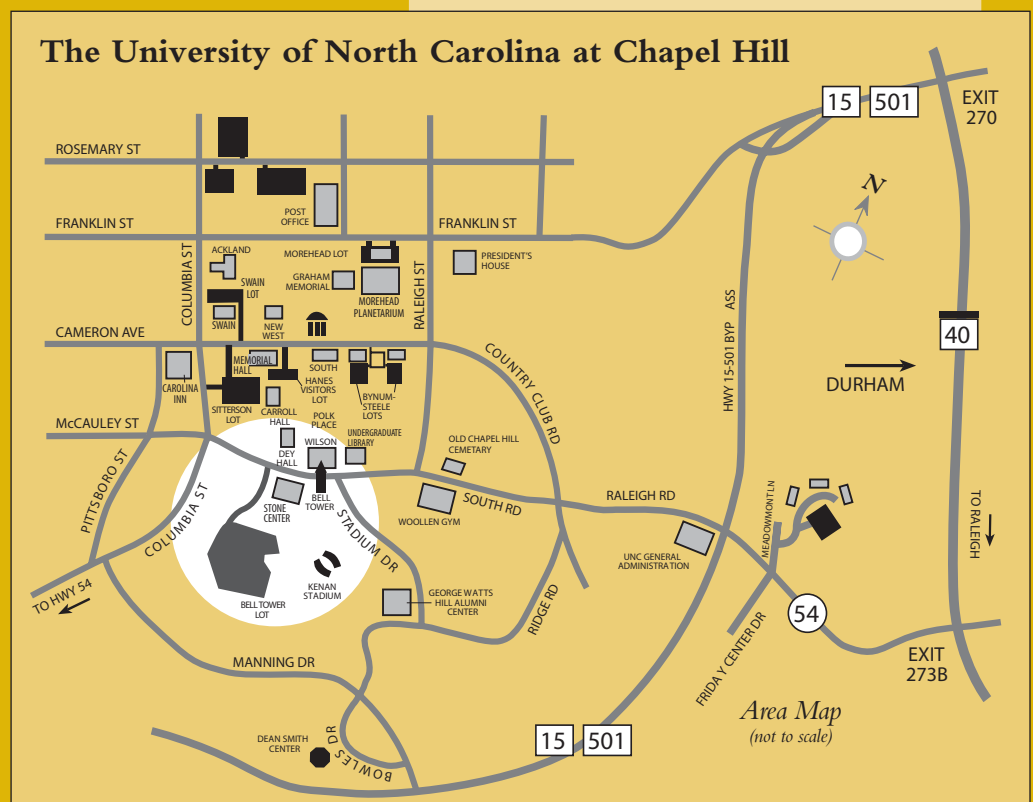 The University of North Carolina at Chapel Hill
15 501
EXIT
270
ROSEMARY ST
POST
OFFICE
FRANKLIN ST
FRANKLIN ST
N
COLUMBIA ST
ACKLAND
MOREHEAD LOT
PRESIDENT'S
HOUSE
SWAIN
LOT
GRAHAM
MEMORIAL
MOREHEAD
PLANETARIUM
RALEIGH ST
HWY 15-501 BYP ASS
SWAIN
NEW
WEST
CAMERON AVE
40
COUNTRY CLUB RD
DURHAM
MEMORIAL
HALL
SOUTH
CAROLINA
INN
HANES
VISITORS
LOT
BYNUM-
STEELE
LOTS
SITTERSON
LOT
CARROLL
HALL
POLK
PLACE
McCAULEY ST
UNDERGRADUATE
LIBRARY
WILSON
OLD CHAPEL HILL
CEMETARY
DEY
HALL
PITTSBORO ST
COLUMBIA ST
STONE
CENTER
BELL
TOWER
STADIUM DR
WOOLLEN GYM
SOUTH RD
RALEIGH RD
MEADOWMONT LN
TO RALEIGH
UNC GENERAL
ADMINISTRATION
KENAN
STADIUM
BELL TOWER
LOT
TO HWY 54
GEORGE WATTS
HILL ALUMNI
CENTER
RIDGE RD
54
FRIDA Y CENTER DR
EXIT
273B
MANNING DR
Area Map
(not to scale)
DEAN SMITH
CENTER
BOWLES DR
15 501